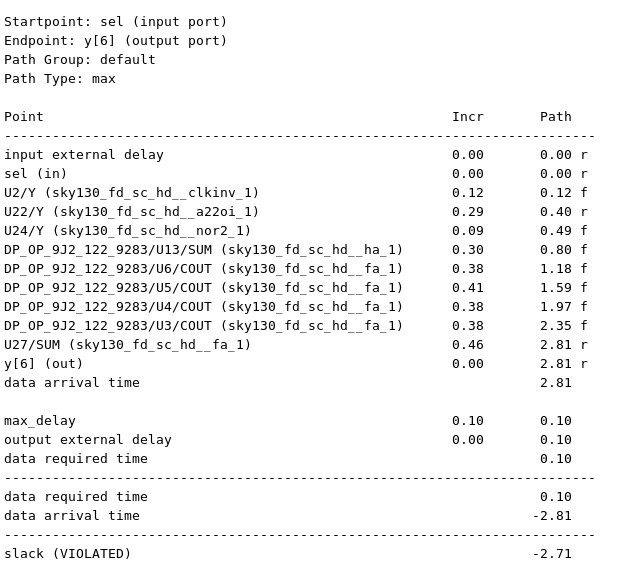 Startpoint: sel (input port)
Endpoint: y[6] (output port)
Path Group: default
Path Type: max
Point Incr Path
---------------------------------------------------------------------------
input external delay 0.00 0.00 r
sel (in) 0.00 0.00 r
U2/Y (sky130_fd_sc_hd__clkinv_1) 0.12 0.12 f
U22/Y (sky130_fd_sc_hd__a22oi_1) 0.29 0.40 r
U24/Y (sky130_fd_sc_hd__nor2_1) 0.09 0.49 f
DP_OP_9J2_122_9283/U13/SUM (sky130_fd_sc_hd__ha_1) 0.30 0.80 f
DP_OP_9J2_122_9283/U6/COUT (sky130_fd_sc_hd__fa_1) 0.38 1.18 f
DP_OP_9J2_122_9283/U5/COUT (sky130_fd_sc_hd__fa_1) 0.41 1.59 f
DP_OP_9J2_122_9283/U4/COUT (sky130_fd_sc_hd__fa_1) 0.38 1.97 f
DP_OP_9J2_122_9283/U3/COUT (sky130_fd_sc_hd__fa_1) 0.38 2.35 f
U27/SUM (sky130_fd_sc_hd__fa_1) 0.46 2.81 r
y[6] (out) 0.00 2.81 r
data arrival time 2.81
max_delay 0.10 0.10
output external delay 0.00 0.10
data required time 0.10
---------------------------------------------------------------------------
data required time 0.10
data arrival time -2.81
---------------------------------------------------------------------------
slack (VIOLATED) -2.71